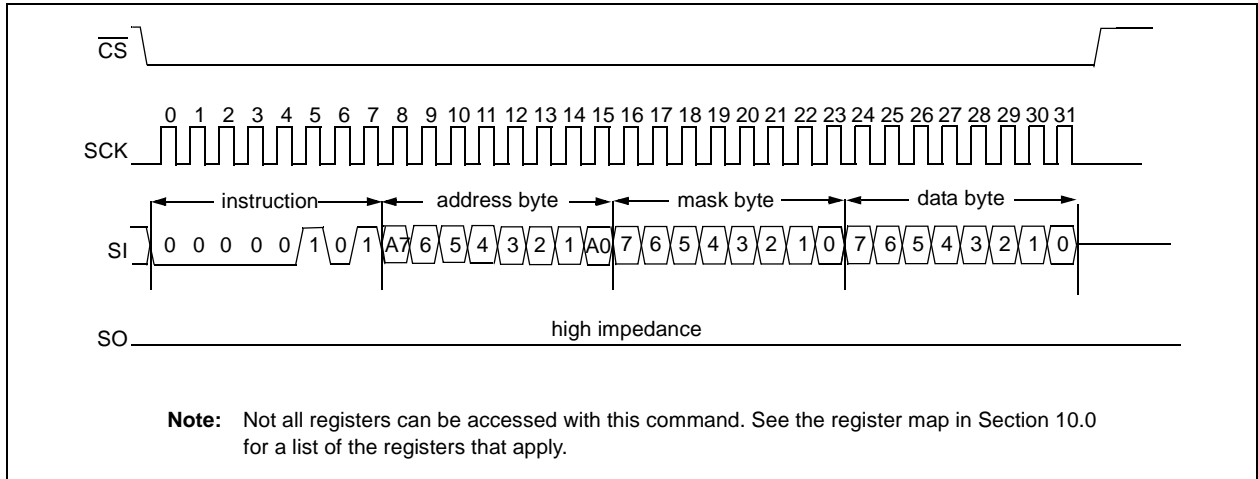 CS
0 1 2 3 4 5 6 7 8 9 10 11 12 13 14 15 16 17 18 19 20 21 22 23 24 25 26 27 28 29 30 31
SCK
instruction address byte mask byte data byte
SI 0 0 0 0 0 1 0 1 A7 6 5 4 3 2 1 A0 7 6 5 4 3 2 1 0 7 6 5 4 3 2 1 0
high impedance
SO
Note: Not all registers can be accessed with this command. See the register map in Section 10.0
for a list of the registers that apply.